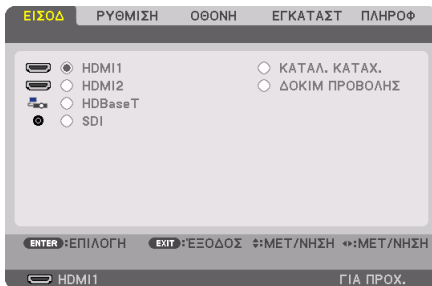 ΕΙΣΟΔ ΡΥΘΜΙΣΗ ΟΘΟΝΗ ΕΓΚΑΤΑΣΤ ΠΛΗΡΟΦ
HDMI1 ΚΑΤΑΛ. ΚΑΤΑΧ.
HDMI2 ΔΟΚΙΜ ΠΡΟΒΟΛΗΣ
HDBaseT
SDI
ENTER:ΕΠΙΛΟΓΗ EXIT:ΈΞΟΔΟΣ :ΜΕΤ/ΝΗΣΗ :ΜΕΤ/ΝΗΣΗ
HDMI1 ΓΙΑ ΠΡΟΧ.